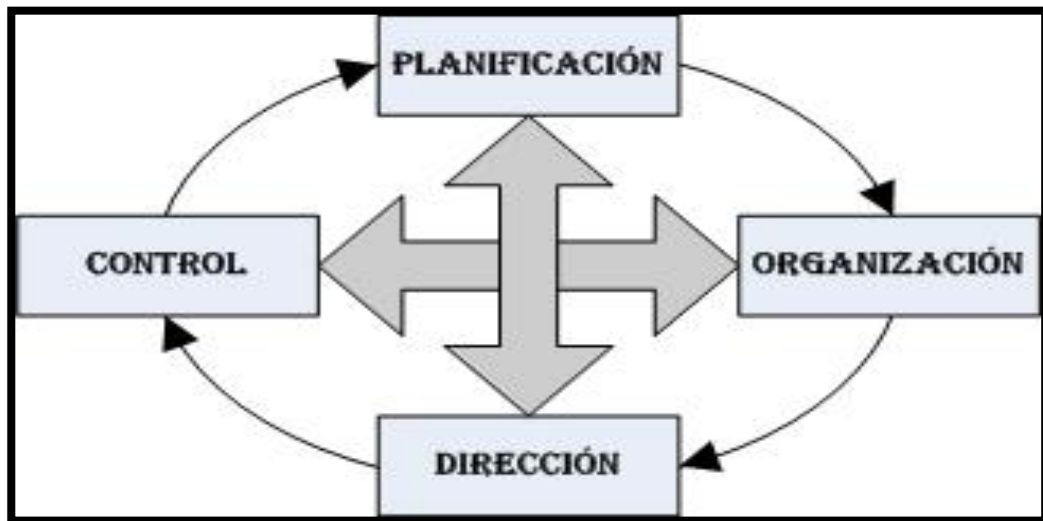 PLANIFICACIÓN
CONTROL
ORGANIZACIÓN
DIRECCIÓN